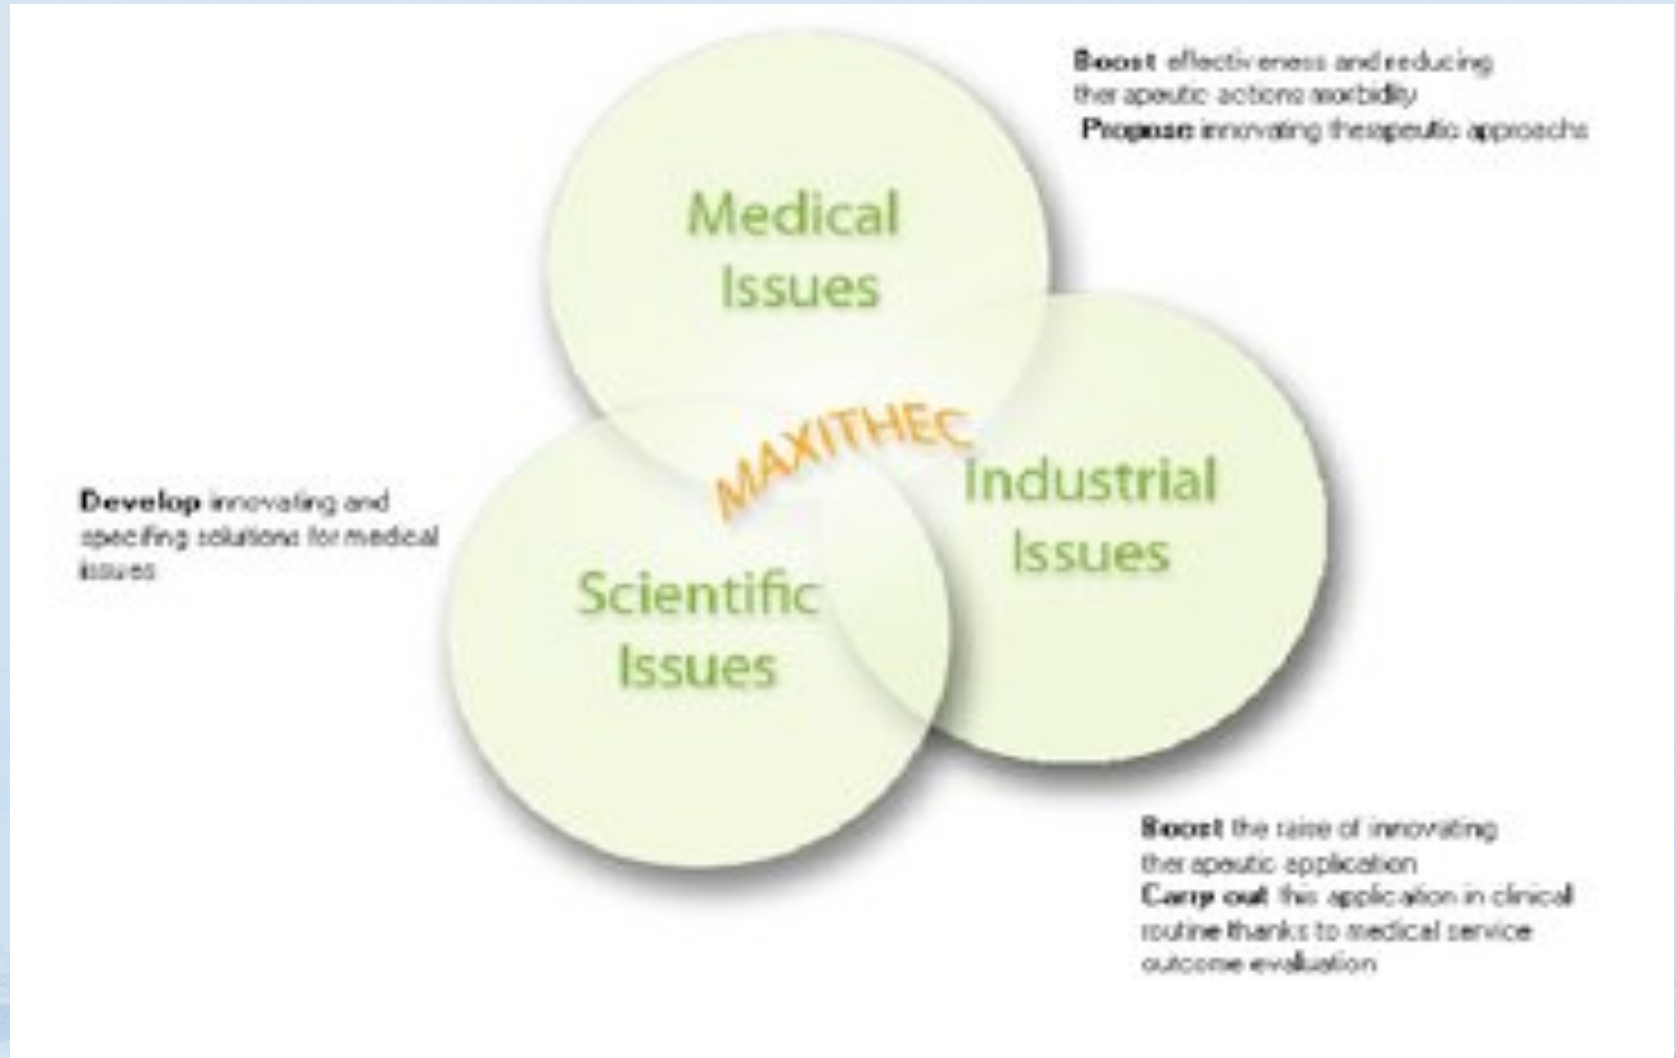 Boost effectiveness and reducing
therapeutic actions morbidity
Propose innovating therapeutic approachs
Medical
Issues
MAXITHEC
Industrial
Issues
Develop innovating and
specifing solutions for medical
issues
Scientific
Issues
Boost the raise of innovating
therapeutic application
Carry out this application in clinical
routine thanks to medical service
outcome evaluation